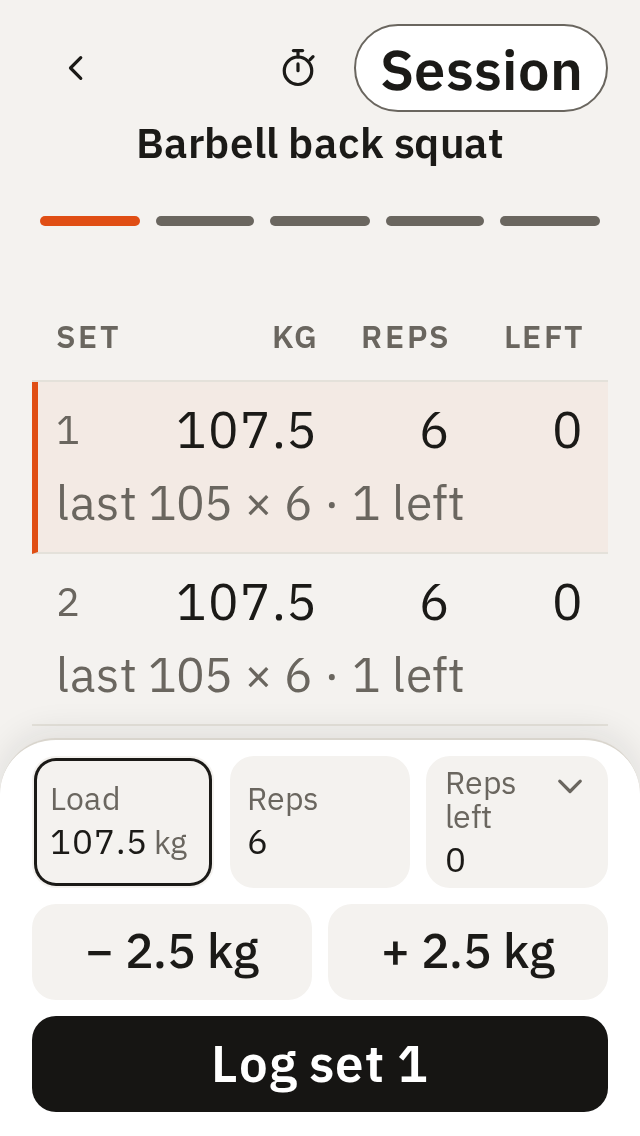 Session
Barbell back squat
SET KG REPS LEFT
1 107.5 6 0
last 105 × 6 · 1 left
2 107.5 6 0
last 105 × 6 · 1 left
Load
107.5 kg
Reps
6
Reps
left
0
– 2.5 kg
+ 2.5 kg
Log set 1